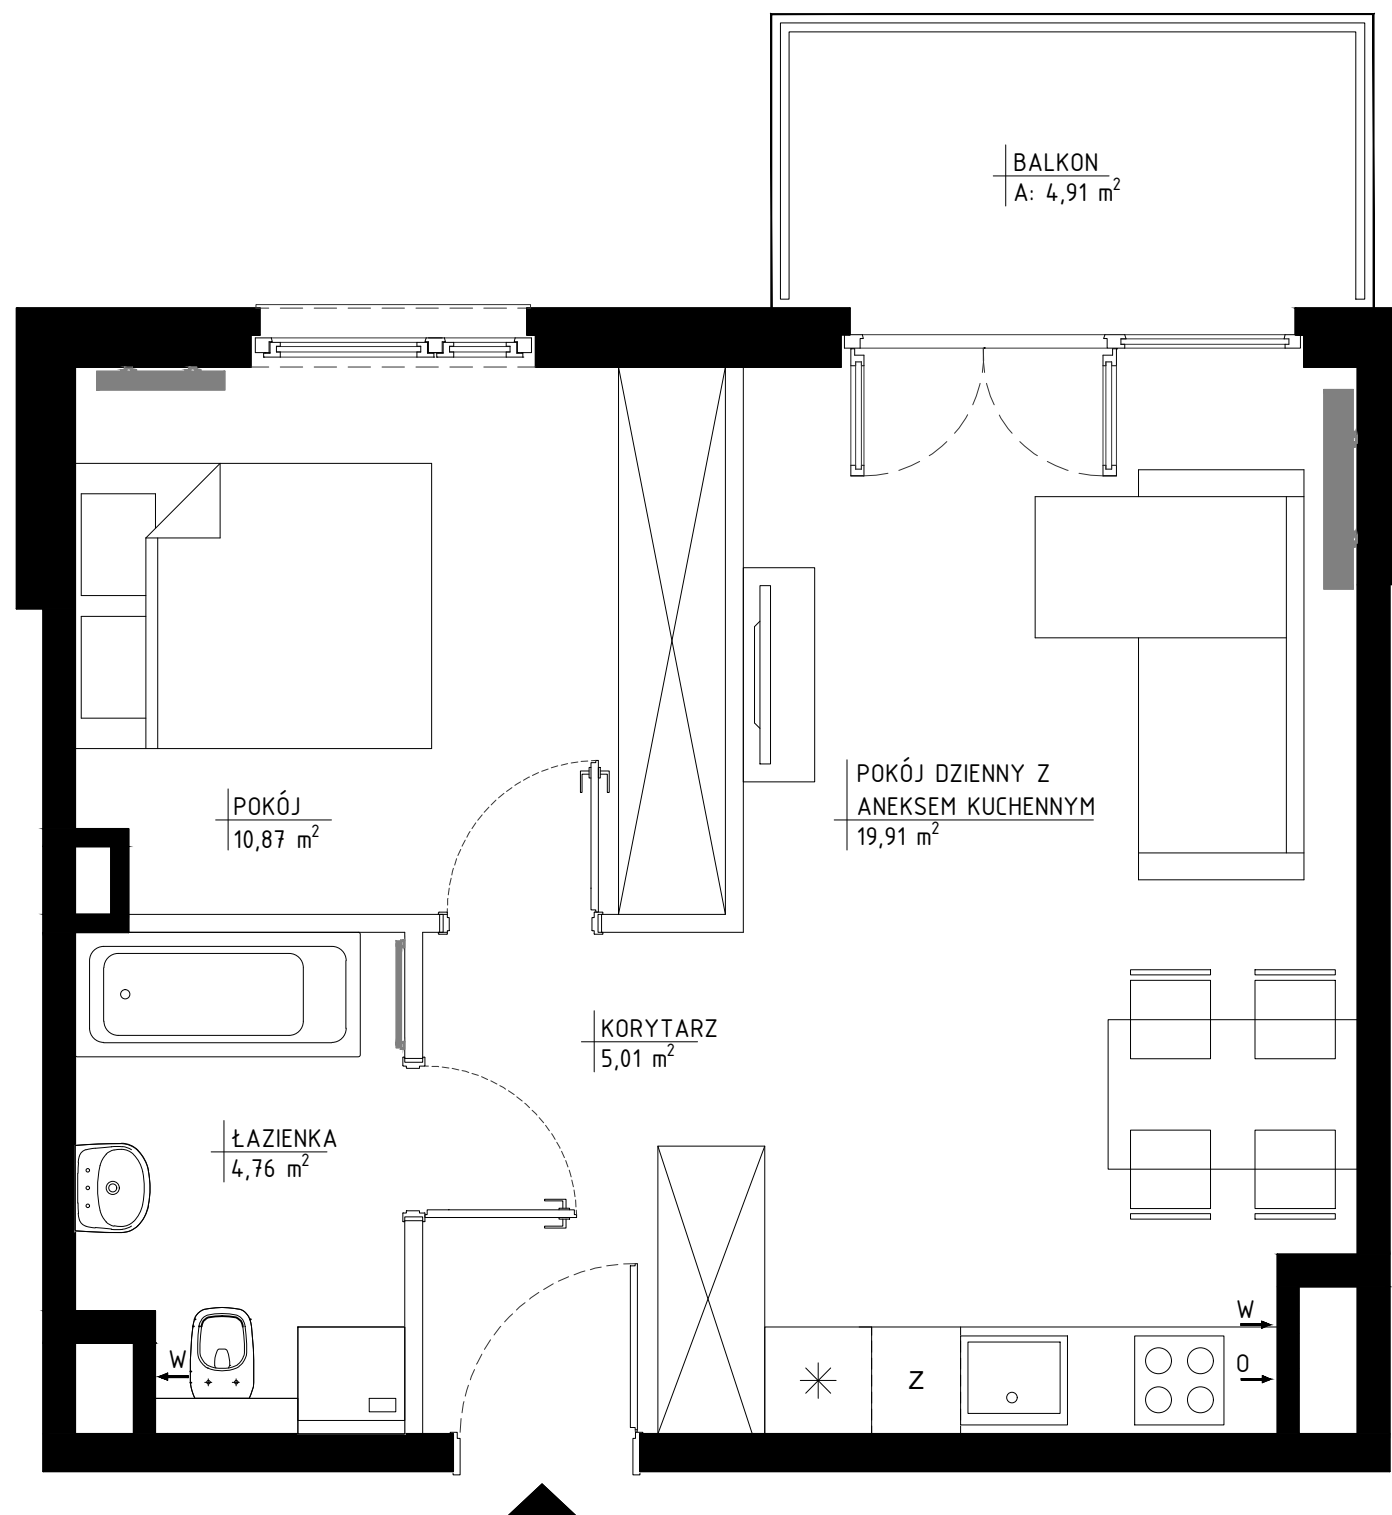 BALKON
A: 4,91 m²
POKÓJ DZIENNY Z
ANEKSEM KUCHENNYM
19,91 m²
POKÓJ
10,87 m²
KORYTARZ
5,01 m²
ŁAZIENKA
4,76 m²
W
O
W
Z